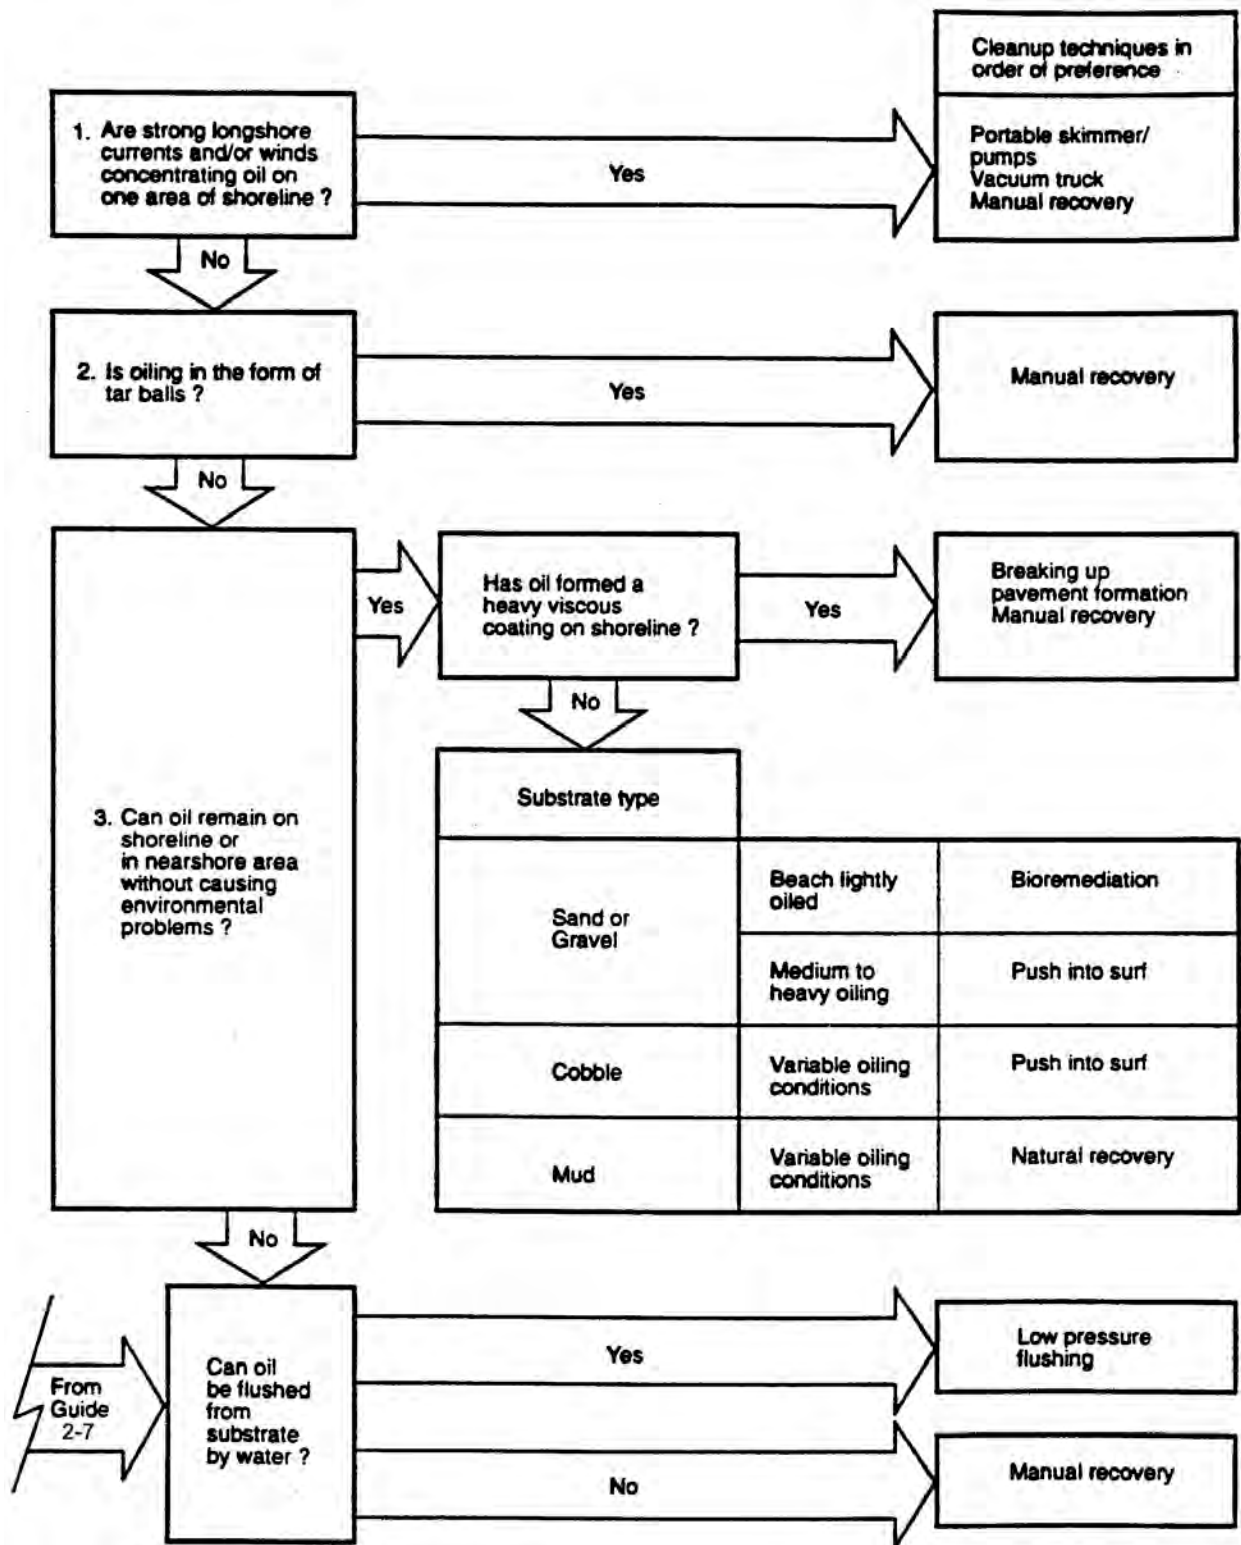 Cleanup techniques in
order of preference
1. Are strong longshore
currents and/or winds
concentrating oil on
one area of shoreline ?
Yes
Portable skimmer/
pumps
Vacuum truck
Manual recovery
No
2. Is oiling in the form of
tar balls ?
Yes
Manual recovery
No
3. Can oil remain on
shoreline or
in nearshore area
without causing
environmental
problems ?
Yes
Has oil formed a
heavy viscous
coating on shoreline ?
Yes
Breaking up
pavement formation
Manual recovery
No
Substrate type
Sand or
Gravel
Beach lightly
oiled
Bioremediation
Medium to
heavy oiling
Push into surf
Cobble
Variable oiling
conditions
Push into surf
Mud
Variable oiling
conditions
Natural recovery
No
From
Guide
2-7
Can oil
be flushed
from
substrate
by water ?
Yes
Low pressure
flushing
No
Manual recovery